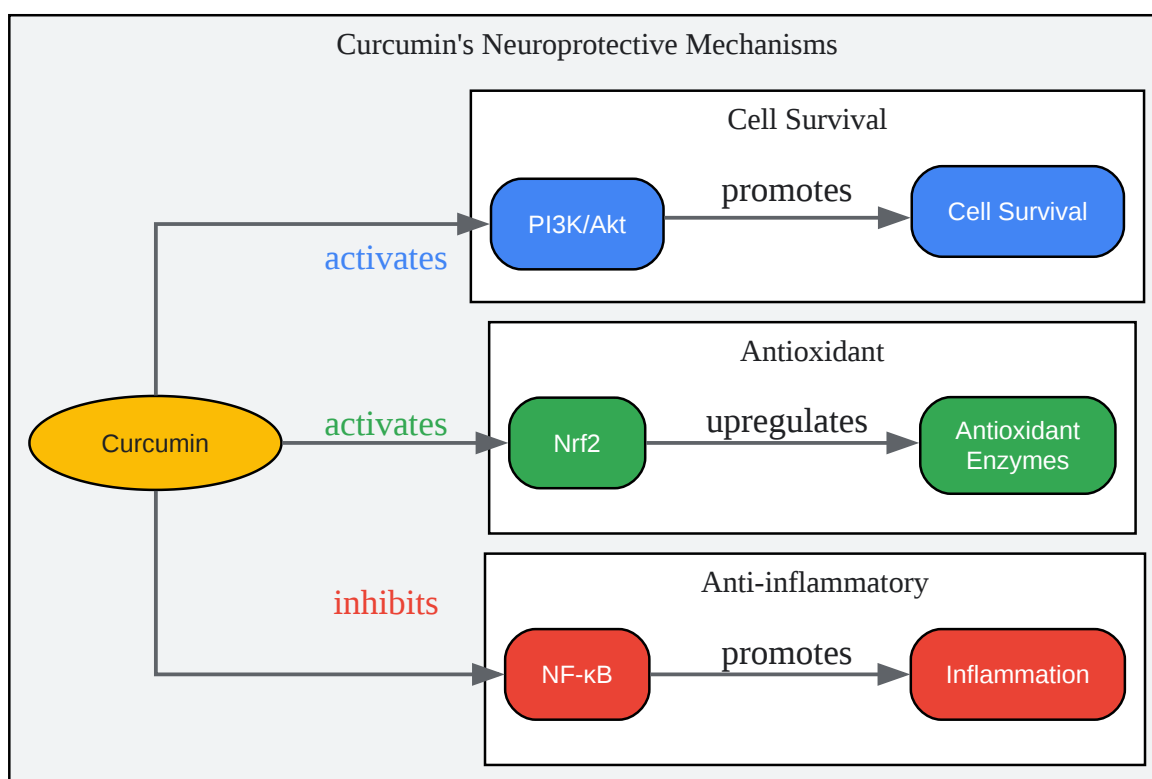 Curcumin's Neuroprotective Mechanisms
Cell Survival
PI3K/Akt
promotes
Cell Survival
activates
Antioxidant
Curcumin
activates
Nrf2
upregulates
Antioxidant
Enzymes
Anti-inflammatory
inhibits
NF-κB
promotes
Inflammation